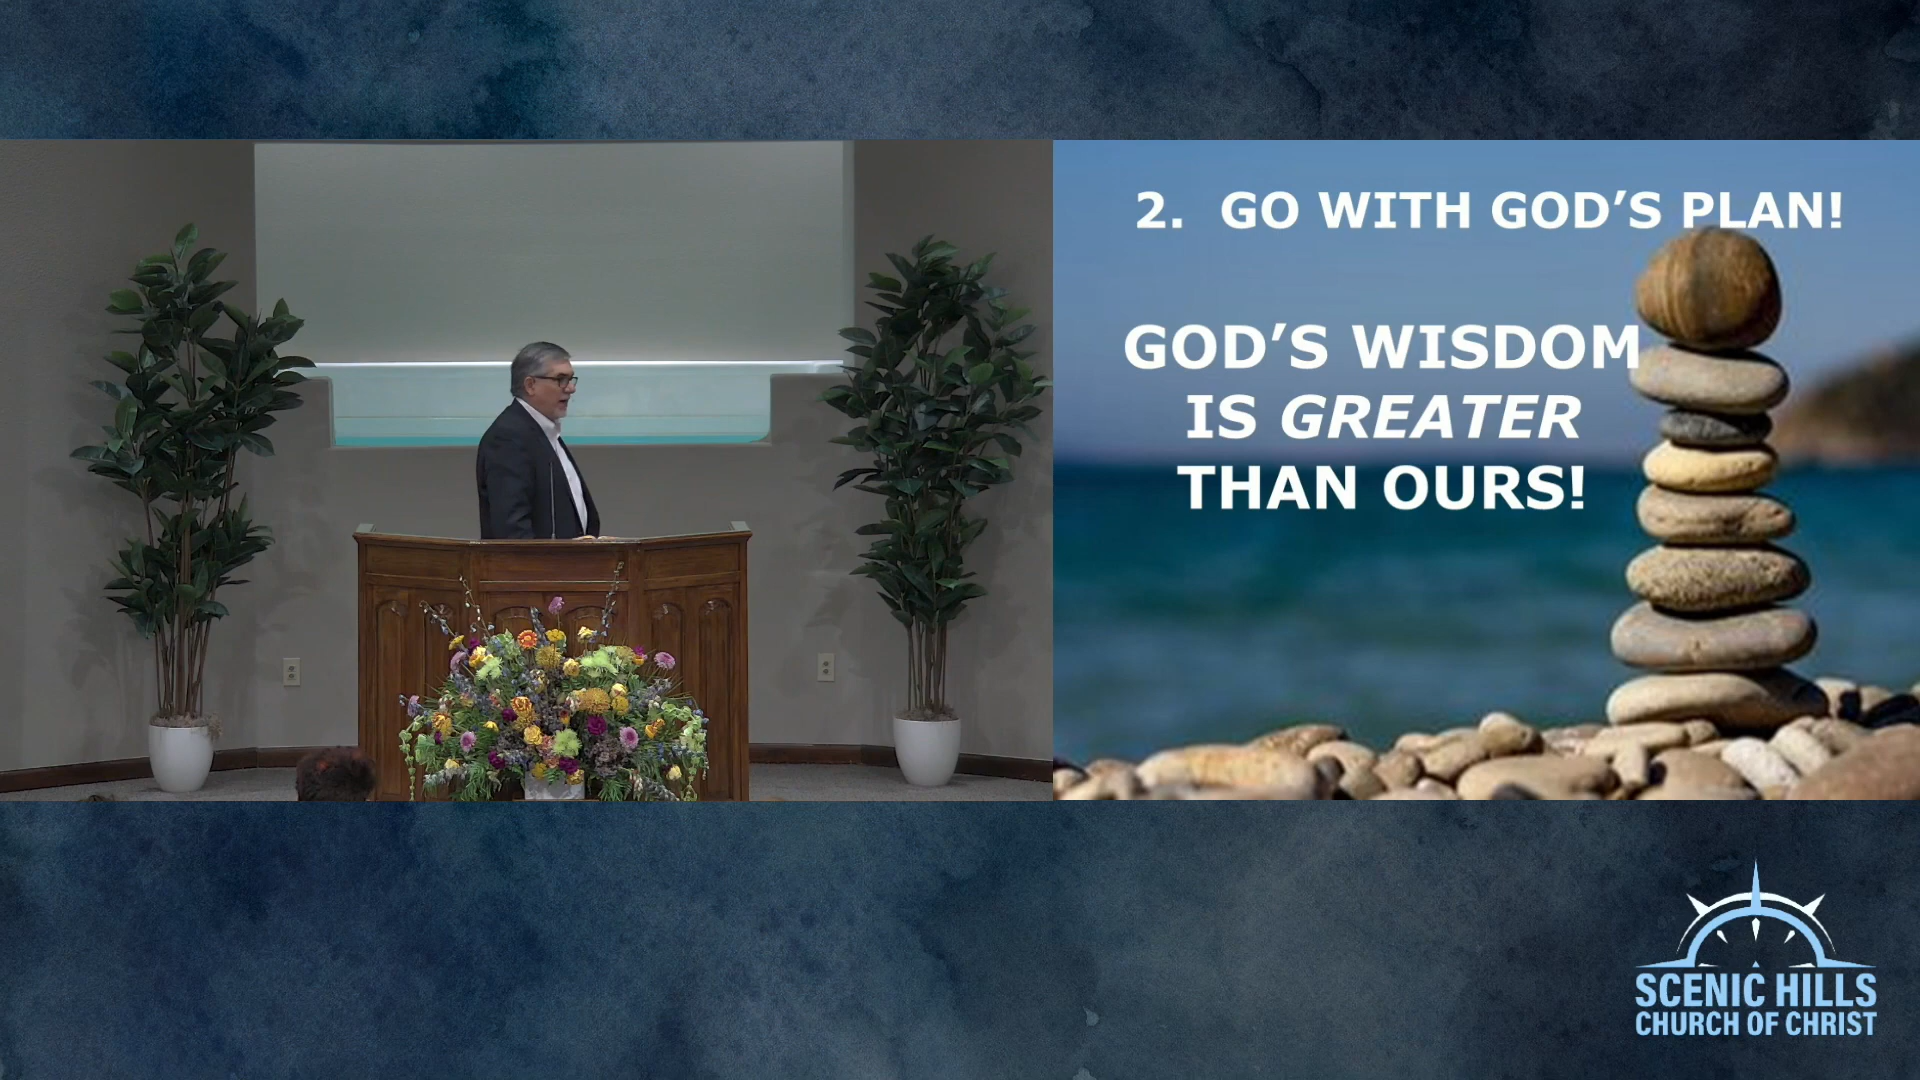 2. GO WITH GOD'S PLAN!
GOD'S WISDOM
IS GREATER
THAN OURS!
SCENIC HILLS
CHURCH OF CHRIST